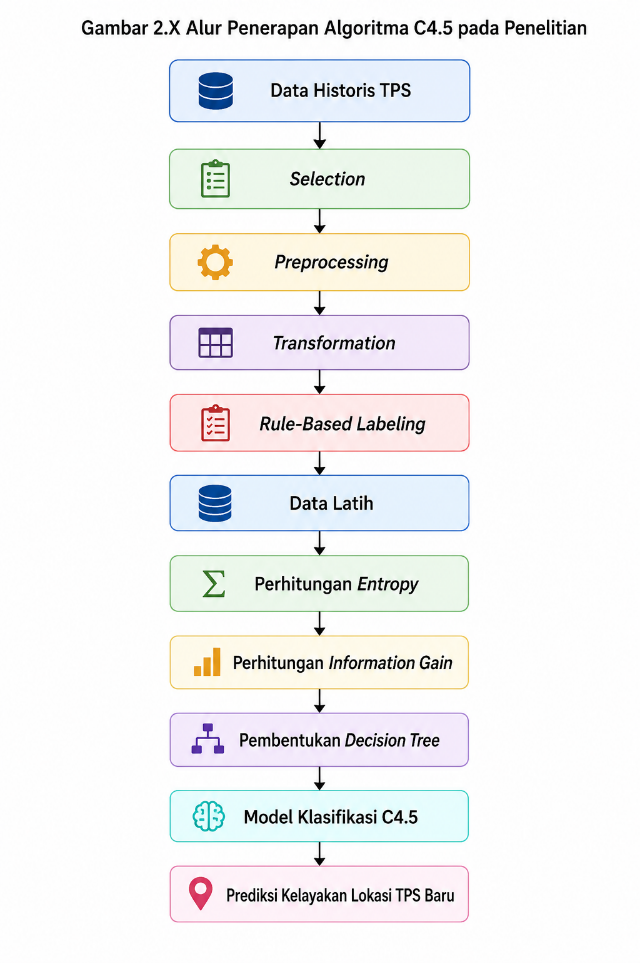 Gambar 2.X Alur Penerapan Algoritma C4.5 pada Penelitian
Data Historis TPS
Selection
Preprocessing
Transformation
Rule-Based Labeling
Data Latih
Σ Perhitungan Entropy
Perhitungan Information Gain
Pembentukan Decision Tree
Model Klasifikasi C4.5
Prediksi Kelayakan Lokasi TPS Baru